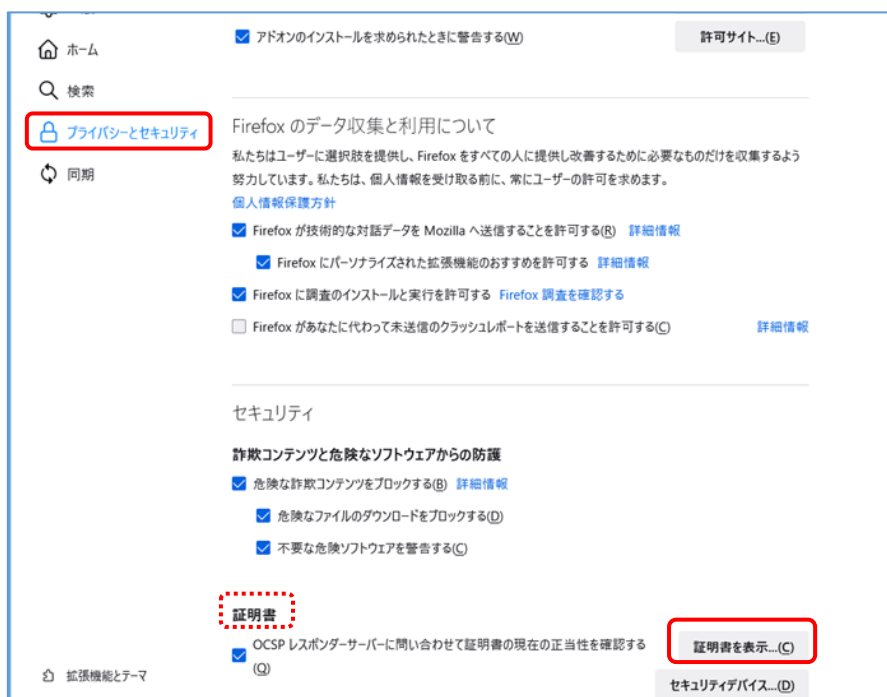 ホーム
検索
プライバシーとセキュリティ
同期
拡張機能とテーマ
アドオンのインストールを求められたときに警告する(W)
許可サイト...(E)
Firefox のデータ収集と利用について
私たちはユーザーに選択肢を提供し、Firefox をすべての人に提供し改善するために必要なものだけを収集するよう
努力しています。私たちは、個人情報を受け取る前に、常にユーザーの許可を求めます。
個人情報保護方針
Firefox が技術的な対話データを Mozilla へ送信することを許可する(R) 詳細情報
Firefox にパーソナライズされた拡張機能のおすすめを許可する 詳細情報
Firefox に調査のインストールと実行を許可する Firefox 調査を確認する
Firefox があなたに代わって未送信のクラッシュレポートを送信することを許可する(C) 詳細情報
セキュリティ
詐欺コンテンツと危険なソフトウェアからの防護
危険な詐欺コンテンツをブロックする(B) 詳細情報
危険なファイルのダウンロードをブロックする(D)
不要な危険ソフトウェアを警告する(C)
証明書
OCSP レスポンダーサーバーに問い合わせて証明書の現在の正当性を確認する
(Q)
証明書を表示...(C)
セキュリティデバイス...(D)